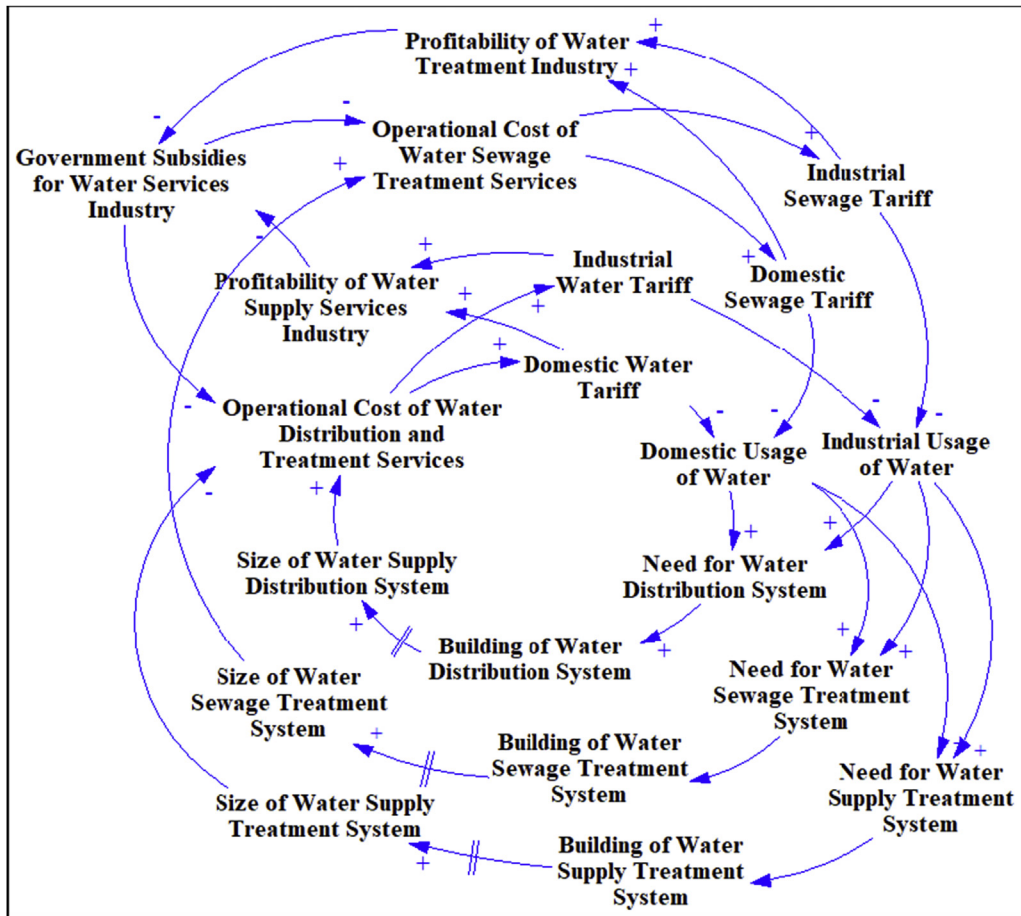 Profitability of Water
Treatment Industry
Operational Cost of
Water Sewage
Treatment Services
Government Subsidies
for Water Services
Industry
Industrial
Sewage Tariff
Industrial
Water Tariff
Domestic
Sewage Tariff
Profitability of Water
Supply Services
Industry
Domestic Water
Tariff
Operational Cost of Water
Distribution and
Treatment Services
Domestic Usage
of Water
Industrial Usage
of Water
Size of Water Supply
Distribution System
Need for Water
Distribution System
Building of Water
Distribution System
Size of Water
Sewage Treatment
System
Need for Water
Sewage Treatment
System
Building of Water
Sewage Treatment
System
Need for Water
Supply Treatment
System
Size of Water Supply
Treatment System
Building of Water
Supply Treatment
System